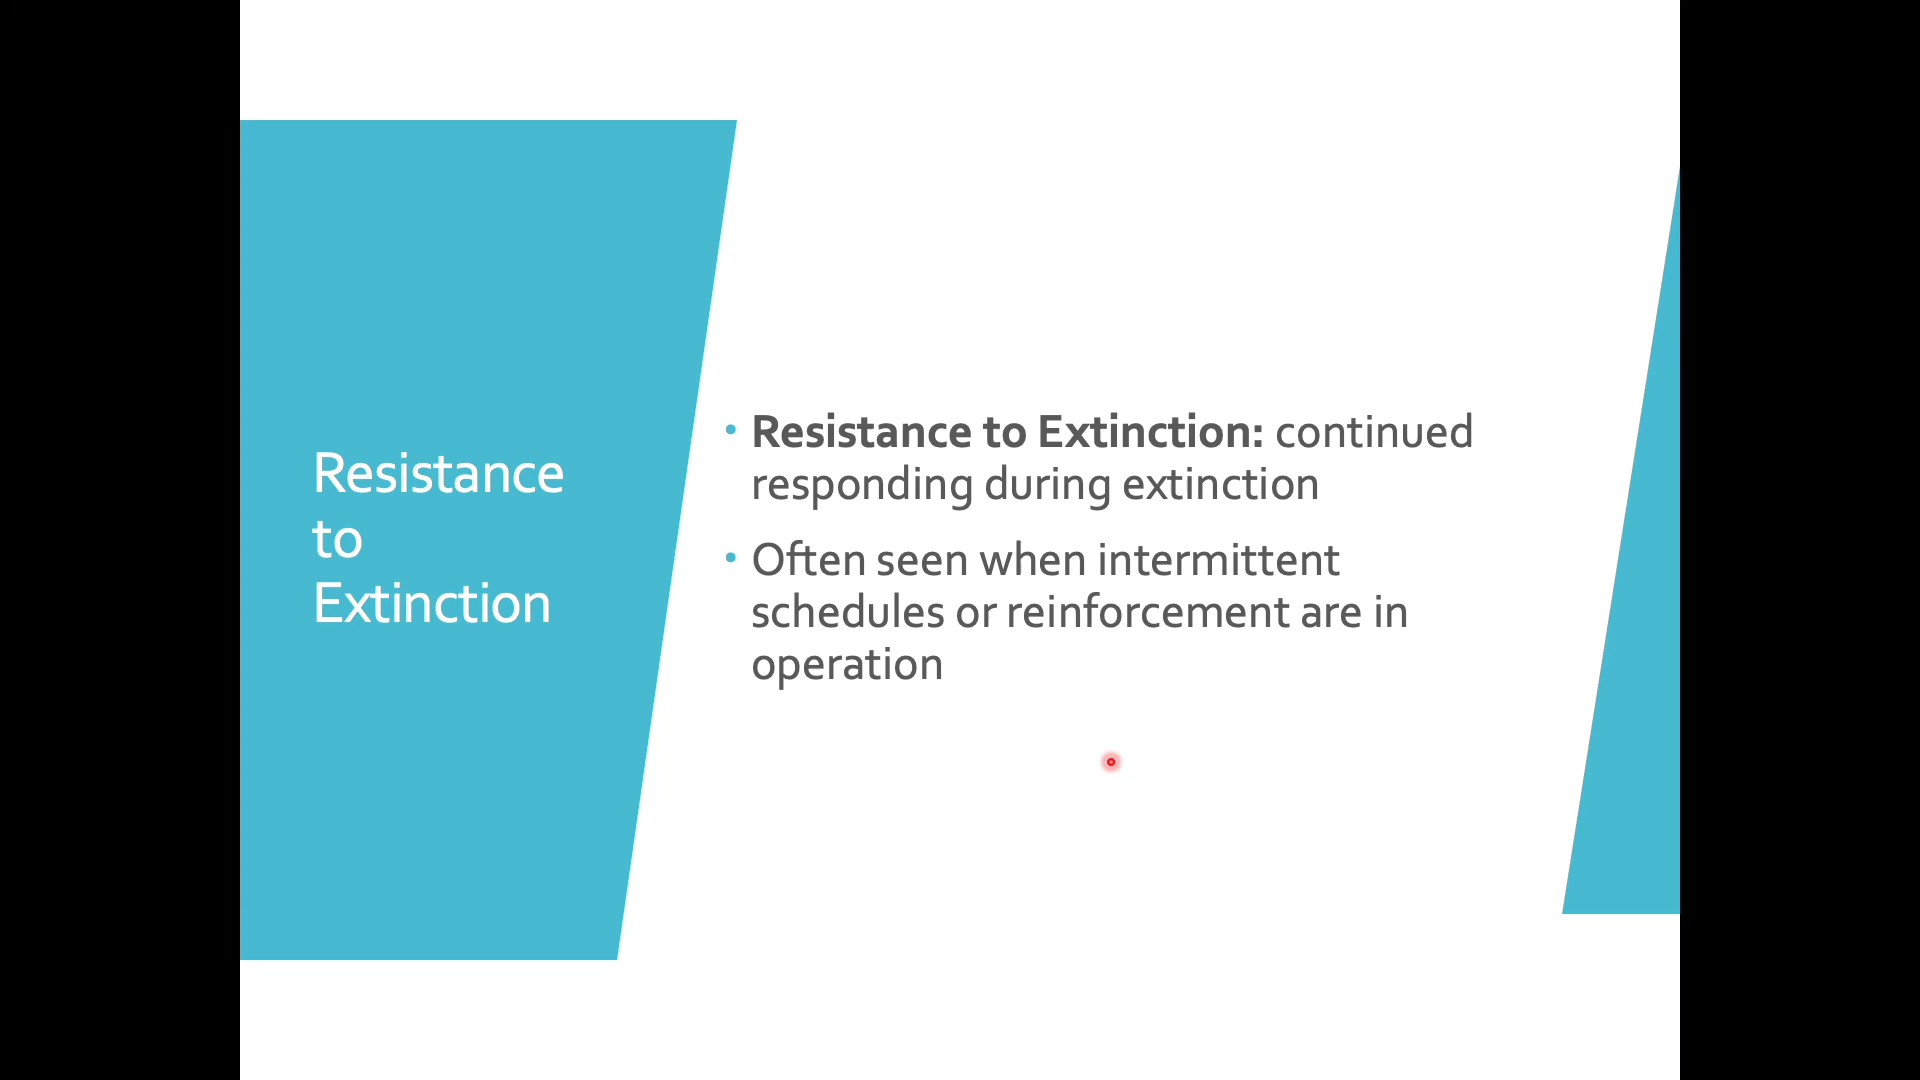 Resistance
to
Extinction
• Resistance to Extinction: continued
responding during extinction
• Often seen when intermittent
schedules or reinforcement are in
operation